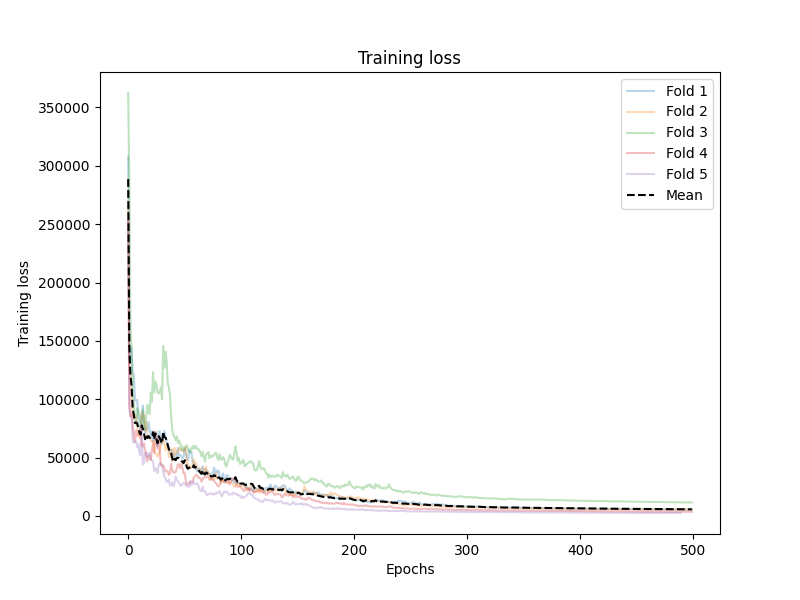 Training loss
Training loss
350000
300000
250000
200000
150000
100000
50000
0
Fold 1
Fold 2
Fold 3
Fold 4
Fold 5
Mean
0 100 200 300 400 500
Epochs